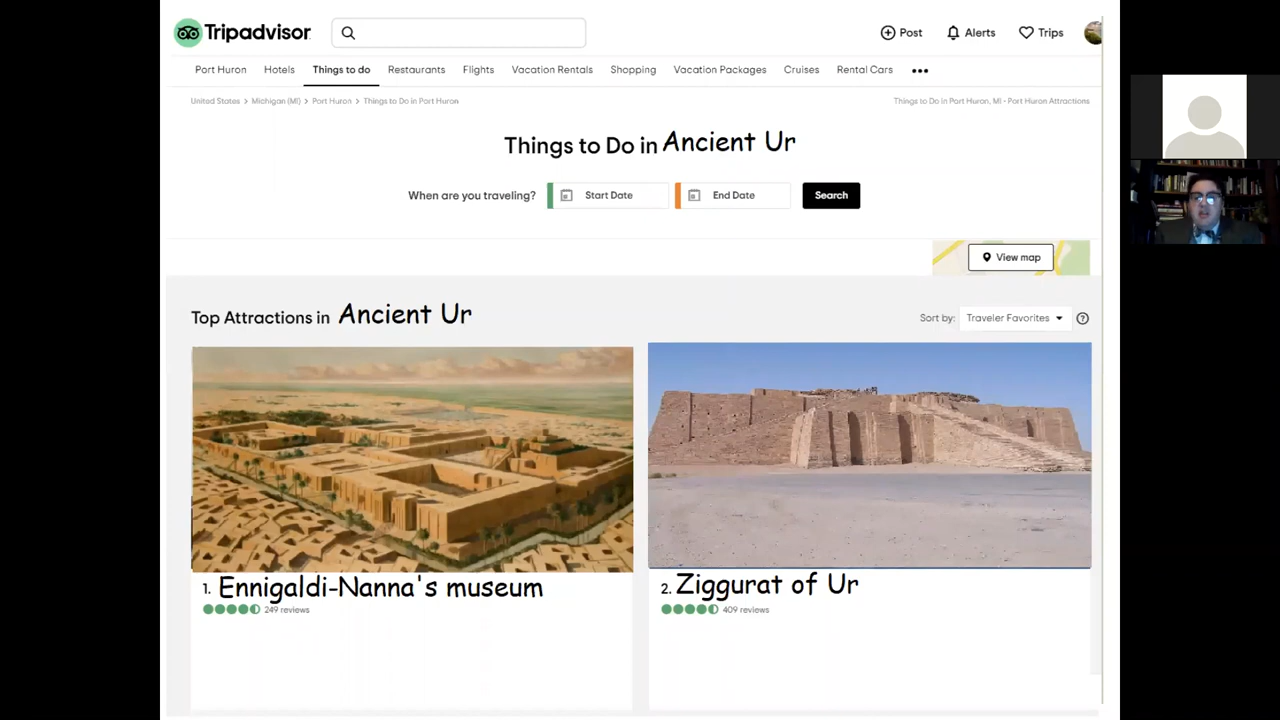 Tripadvisor
Post Alerts Trips
Port Huron Hotels Things to do Restaurants Flights Vacation Rentals Shopping Vacation Packages Cruises Rental Cars •••
United States > Michigan (MI) > Port Huron > Things to Do in Port Huron
Things to Do in Port Huron, MI - Port Huron Attractions
Things to Do in Ancient Ur
When are you traveling? Start Date End Date Search
View map
Top Attractions in Ancient Ur
Sort by: Traveler Favorites ?
1. Ennigaldi-Nanna's museum
249 reviews
2. Ziggurat of Ur
409 reviews